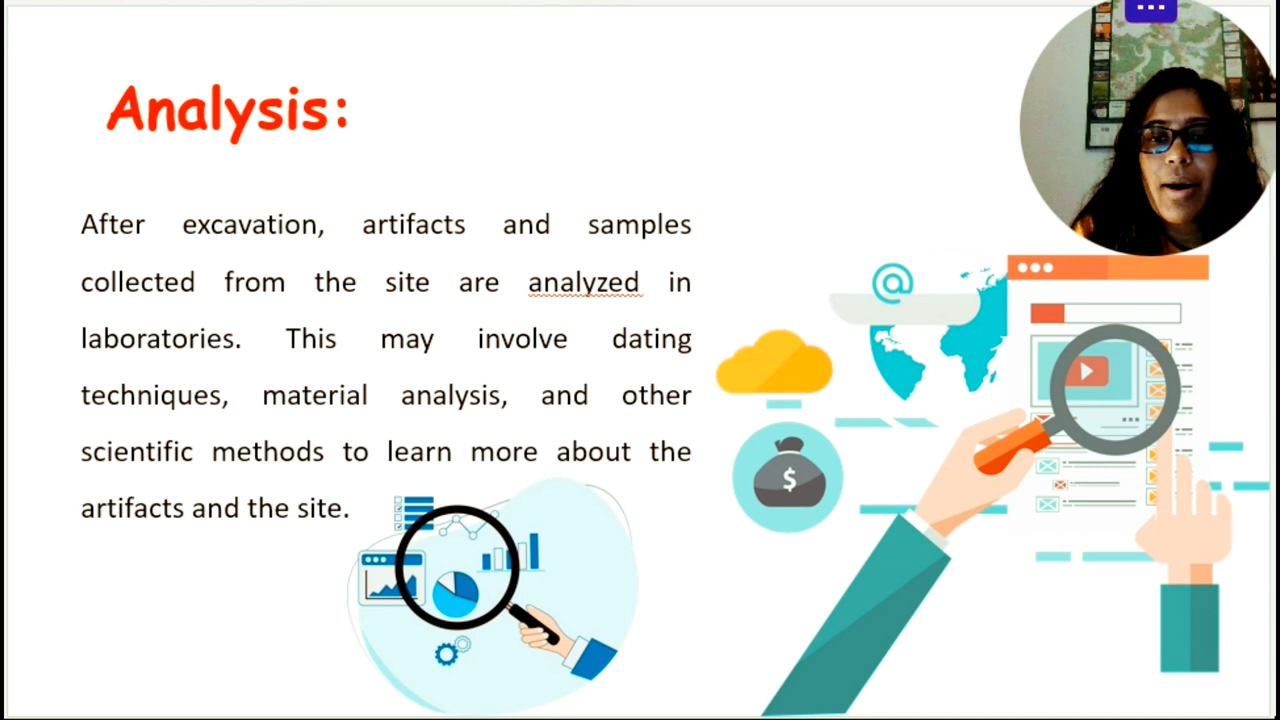 Analysis:
After excavation, artifacts and samples
collected from the site are analyzed in
laboratories. This may involve dating
techniques, material analysis, and other
scientific methods to learn more about the
artifacts and the site.
@
$